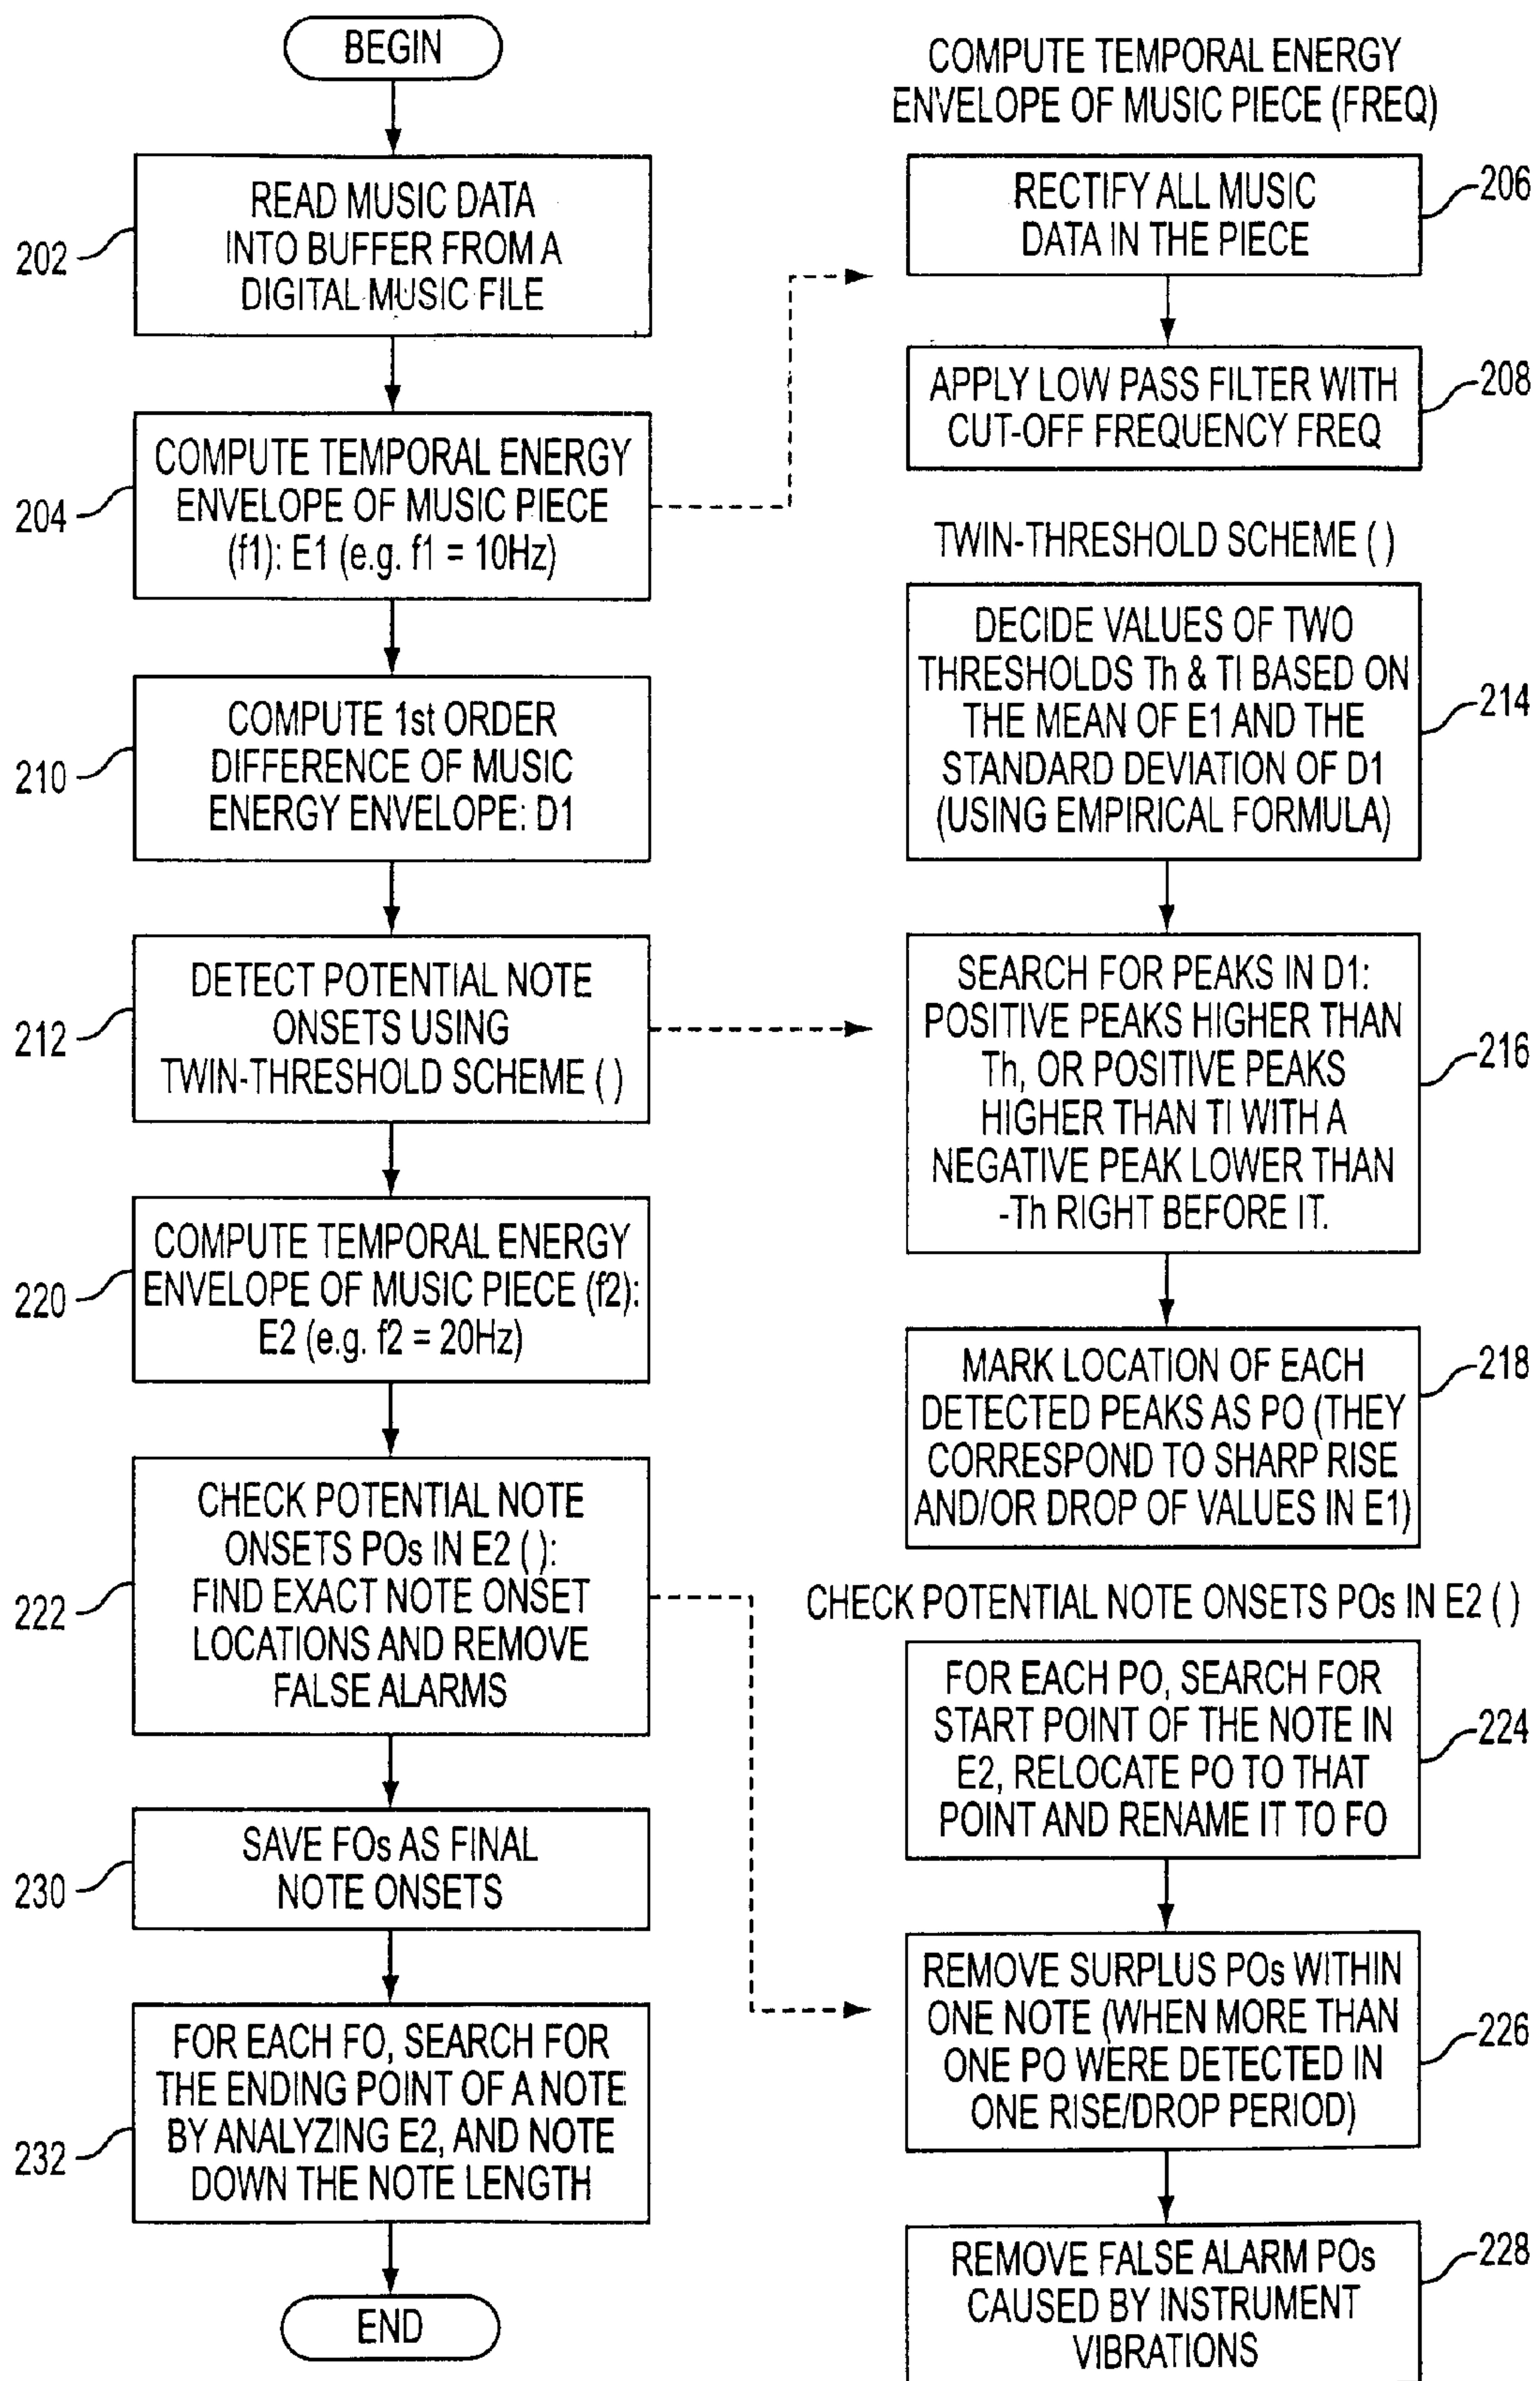 BEGIN
202
READ MUSIC DATA
INTO BUFFER FROM A
DIGITAL MUSIC FILE
204
COMPUTE TEMPORAL ENERGY
ENVELOPE OF MUSIC PIECE
(f1): E1 (e.g. f1 = 10Hz)
210
COMPUTE 1st ORDER
DIFFERENCE OF MUSIC
ENERGY ENVELOPE: D1
212
DETECT POTENTIAL NOTE
ONSETS USING
TWIN-THRESHOLD SCHEME ( )
220
COMPUTE TEMPORAL ENERGY
ENVELOPE OF MUSIC PIECE (f2):
E2 (e.g. f2 = 20Hz)
222
CHECK POTENTIAL NOTE
ONSETS POs IN E2 ( ):
FIND EXACT NOTE ONSET
LOCATIONS AND REMOVE
FALSE ALARMS
230
SAVE FOs AS FINAL
NOTE ONSETS
232
FOR EACH FO, SEARCH FOR
THE ENDING POINT OF A NOTE
BY ANALYZING E2, AND NOTE
DOWN THE NOTE LENGTH
END
COMPUTE TEMPORAL ENERGY
ENVELOPE OF MUSIC PIECE (FREQ)
RECTIFY ALL MUSIC
DATA IN THE PIECE
206
APPLY LOW PASS FILTER WITH
CUT-OFF FREQUENCY FREQ
208
TWIN-THRESHOLD SCHEME ( )
DECIDE VALUES OF TWO
THRESHOLDS Th & Tl BASED ON
THE MEAN OF E1 AND THE
STANDARD DEVIATION OF D1
(USING EMPIRICAL FORMULA)
214
SEARCH FOR PEAKS IN D1:
POSITIVE PEAKS HIGHER THAN
Th, OR POSITIVE PEAKS
HIGHER THAN Tl WITH A
NEGATIVE PEAK LOWER THAN
-Th RIGHT BEFORE IT.
216
MARK LOCATION OF EACH
DETECTED PEAKS AS PO (THEY
CORRESPOND TO SHARP RISE
AND/OR DROP OF VALUES IN E1)
218
CHECK POTENTIAL NOTE ONSETS POs IN E2 ( )
FOR EACH PO, SEARCH FOR
START POINT OF THE NOTE IN
E2, RELOCATE PO TO THAT
POINT AND RENAME IT TO FO
224
REMOVE SURPLUS POs WITHIN
ONE NOTE (WHEN MORE THAN
ONE PO WERE DETECTED IN
ONE RISE/DROP PERIOD)
226
REMOVE FALSE ALARM POs
CAUSED BY INSTRUMENT
VIBRATIONS
228